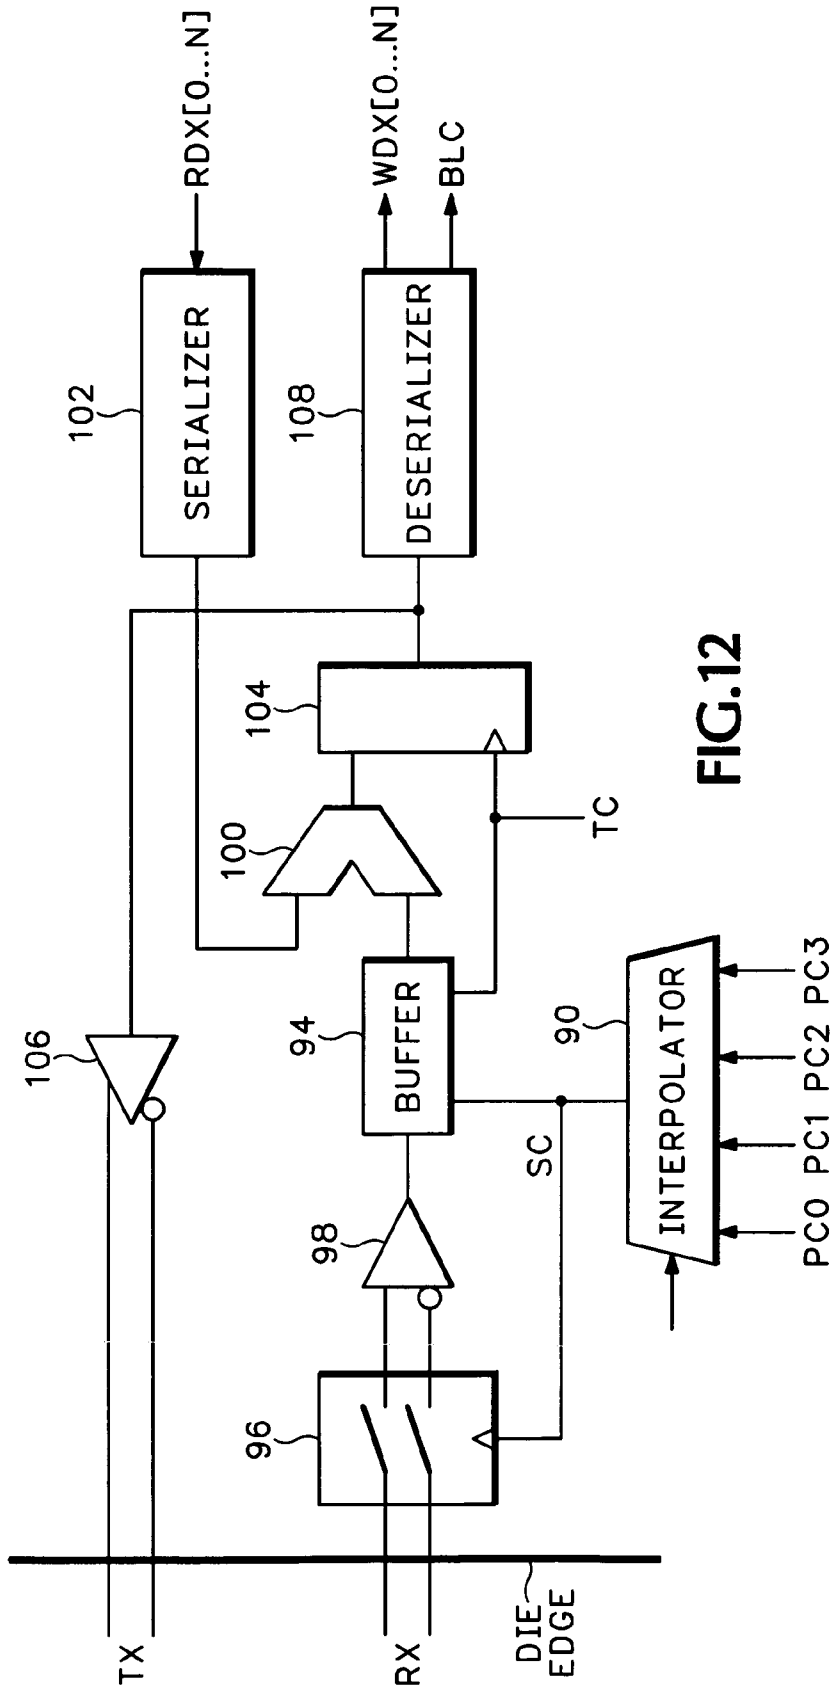 TX
106
102
SERIALIZER
RDX[0...N]
RX
96
98
94
BUFFER
100
104
108
DESERIALIZER
WDX[0...N]
BLC
SC
TC
DIE
EDGE
90
INTERPOLATOR
PC0 PC1 PC2 PC3
FIG.12